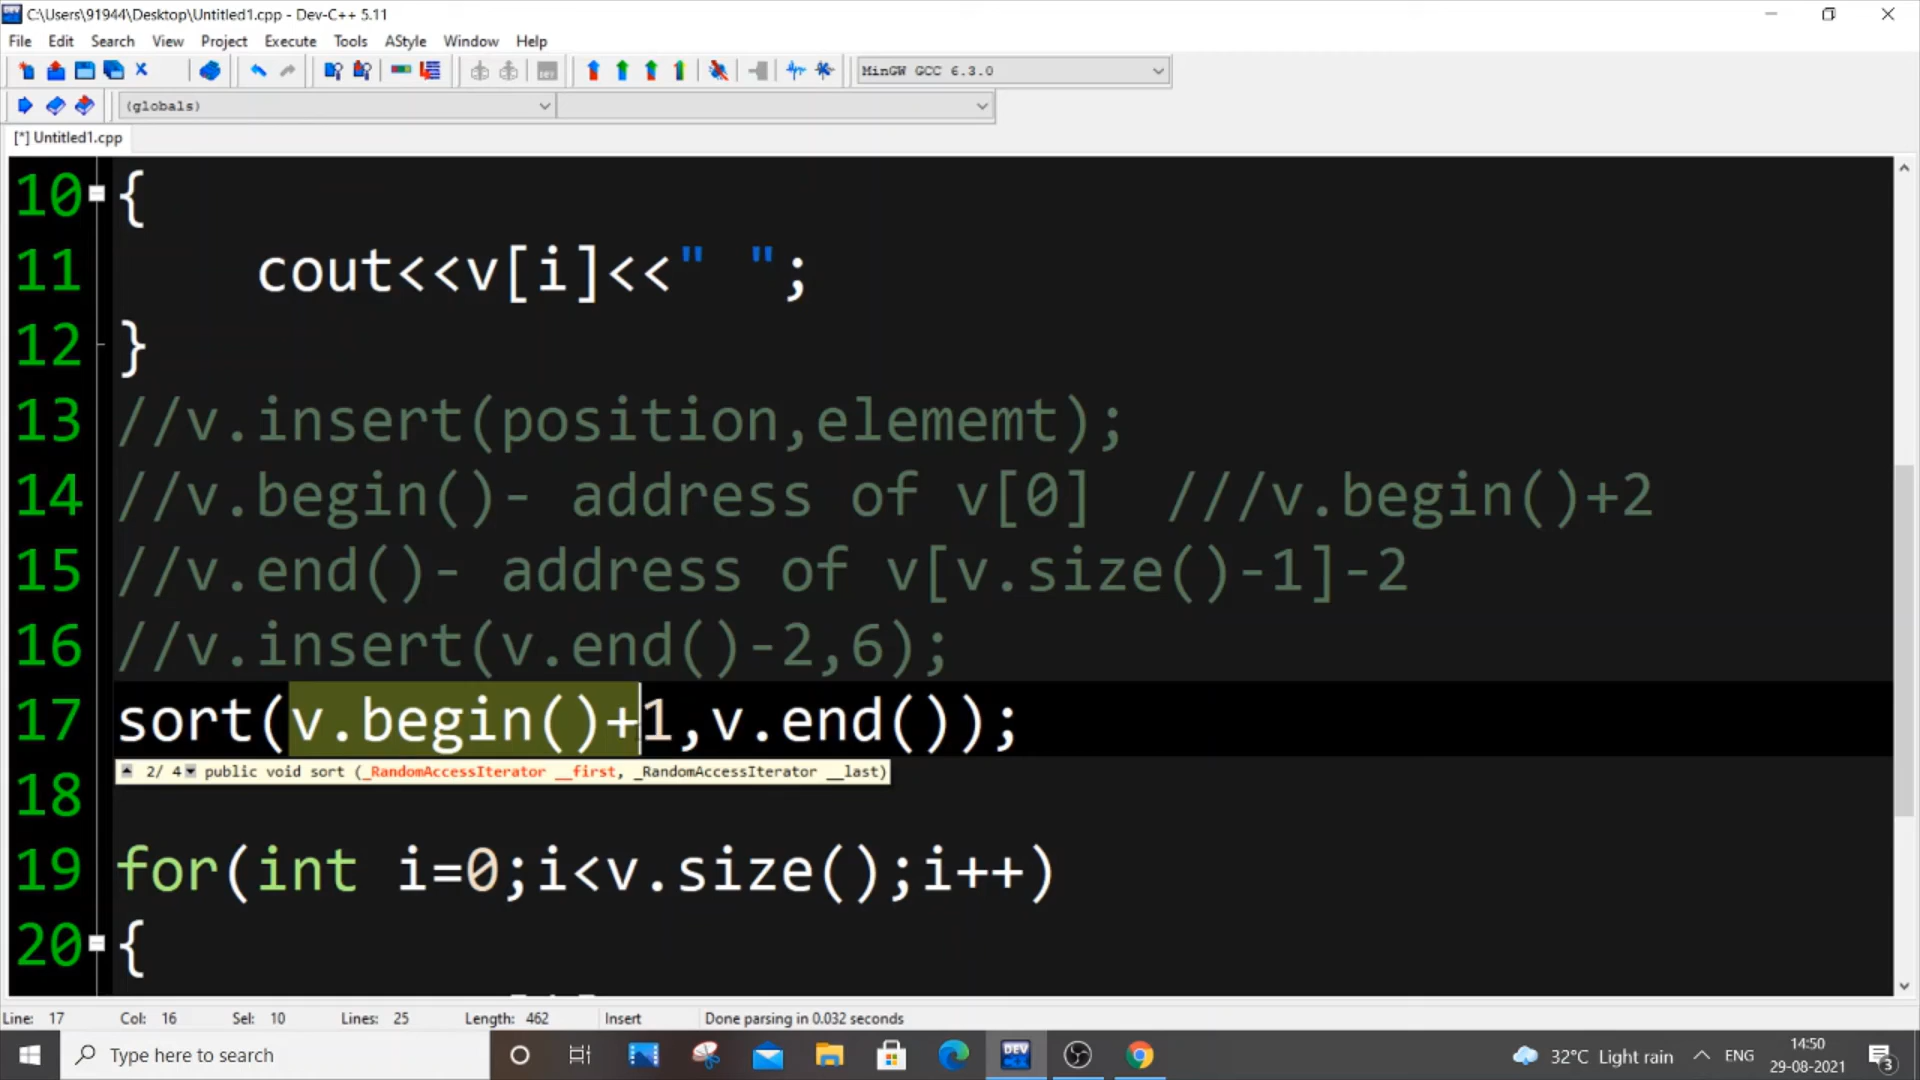 C:\Users\91944\Desktop\Untitled1.cpp - Dev-C++ 5.11
File Edit Search View Project Execute Tools AStyle Window Help
MinGW GCC 6.3.0
(globals)
[*] Untitled1.cpp
10 {
11 cout<<v[i]<<" ";
12 }
13 //v.insert(position,elememt);
14 //v.begin()- address of v[0] ///v.begin()+2
15 //v.end()- address of v[v.size()-1]-2
16 //v.insert(v.end()-2,6);
17 sort(v.begin()+1,v.end());
2/ 4 public void sort (_RandomAccessIterator __first, _RandomAccessIterator __last)
18
19 for(int i=0;i<v.size();i++)
20 {
Line: 17 Col: 16 Sel: 10 Lines: 25 Length: 462 Insert Done parsing in 0.032 seconds
Type here to search
DEV
32°C Light rain
ENG
14:50
29-08-2021
3